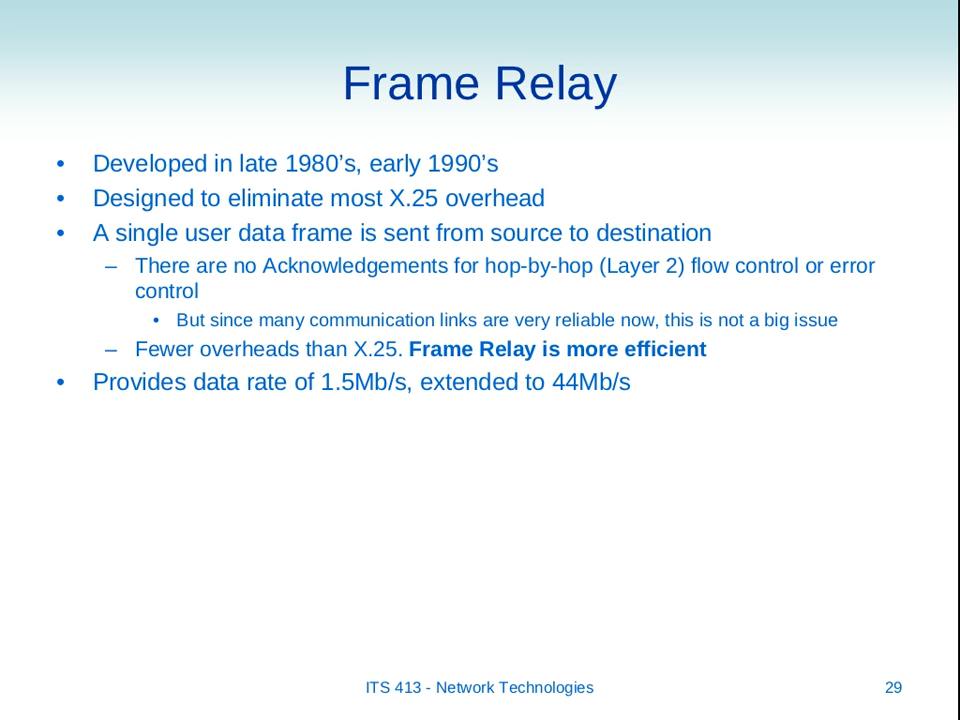 Frame Relay
• Developed in late 1980’s, early 1990’s
• Designed to eliminate most X.25 overhead
• A single user data frame is sent from source to destination
– There are no Acknowledgements for hop-by-hop (Layer 2) flow control or error
control
• But since many communication links are very reliable now, this is not a big issue
– Fewer overheads than X.25. Frame Relay is more efficient
• Provides data rate of 1.5Mb/s, extended to 44Mb/s
ITS 413 - Network Technologies
29